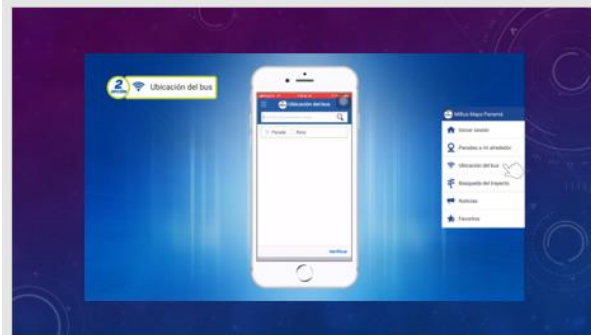 2
OPCIÓN
Ubicación del bus
Ubicación del bus
Parada
Ruta
Verificar
MiBus Maps Panamá
Iniciar sesión
Paradas a mi alrededor
Ubicación del bus
Búsqueda del trayecto
Noticias
Favoritos